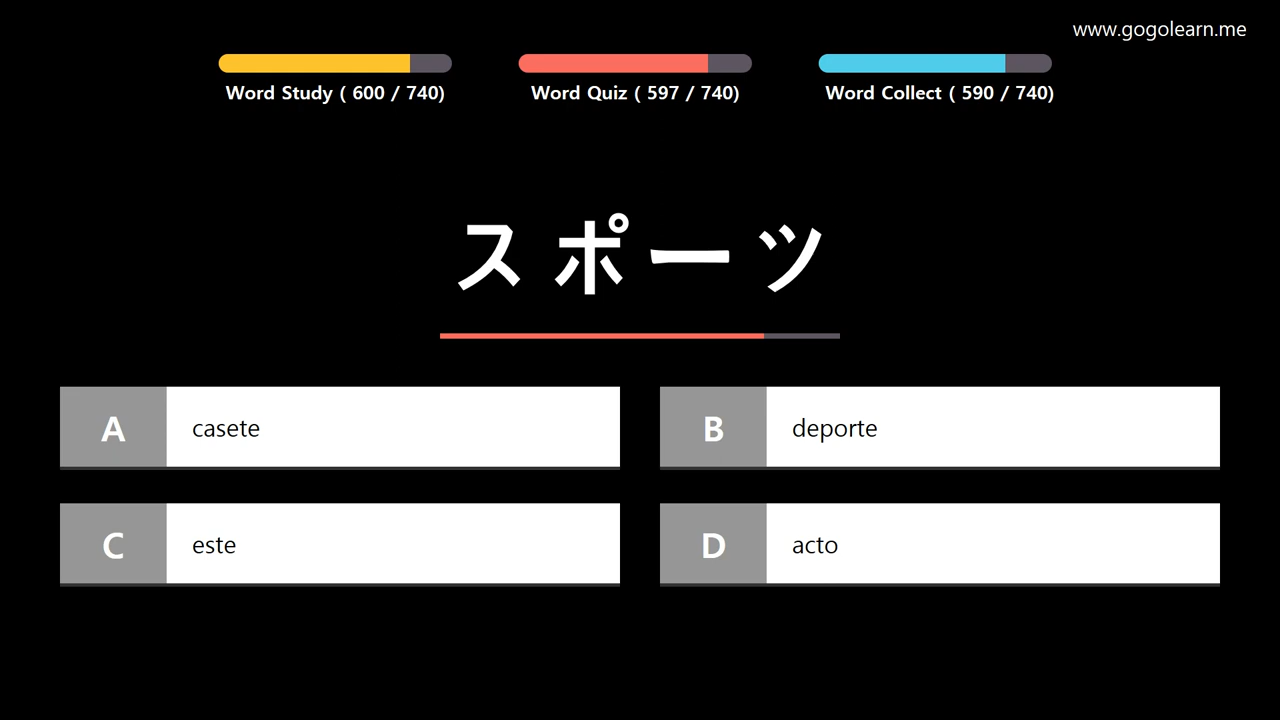 www.gogolearn.me
Word Study ( 600 / 740)
Word Quiz ( 597 / 740)
Word Collect ( 590 / 740)
スポーツ
A casete
B deporte
C este
D acto